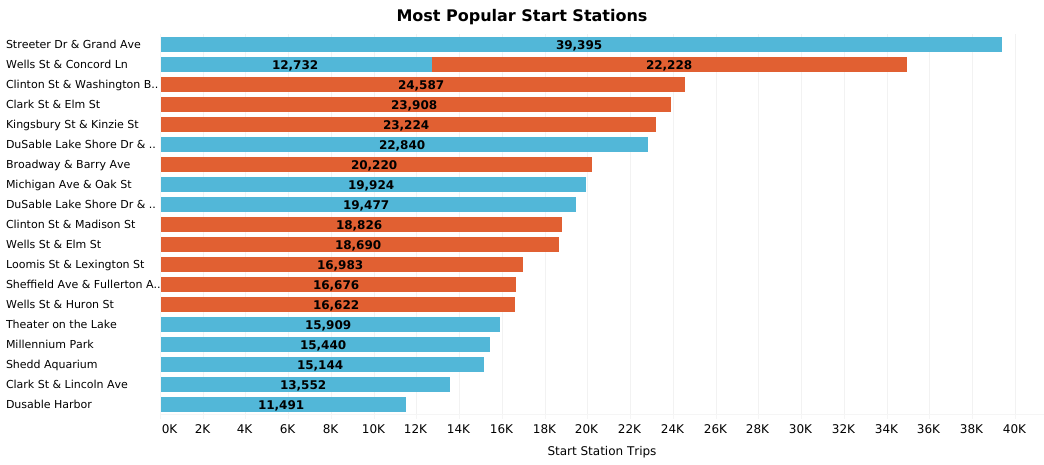 Most Popular Start Stations
Streeter Dr & Grand Ave 39,395
Wells St & Concord Ln 12,732 22,228
Clinton St & Washington B.. 24,587
Clark St & Elm St 23,908
Kingsbury St & Kinzie St 23,224
DuSable Lake Shore Dr & .. 22,840
Broadway & Barry Ave 20,220
Michigan Ave & Oak St 19,924
DuSable Lake Shore Dr & .. 19,477
Clinton St & Madison St 18,826
Wells St & Elm St 18,690
Loomis St & Lexington St 16,983
Sheffield Ave & Fullerton A.. 16,676
Wells St & Huron St 16,622
Theater on the Lake 15,909
Millennium Park 15,440
Shedd Aquarium 15,144
Clark St & Lincoln Ave 13,552
Dusable Harbor 11,491
0K 2K 4K 6K 8K 10K 12K 14K 16K 18K 20K 22K 24K 26K 28K 30K 32K 34K 36K 38K 40K
Start Station Trips